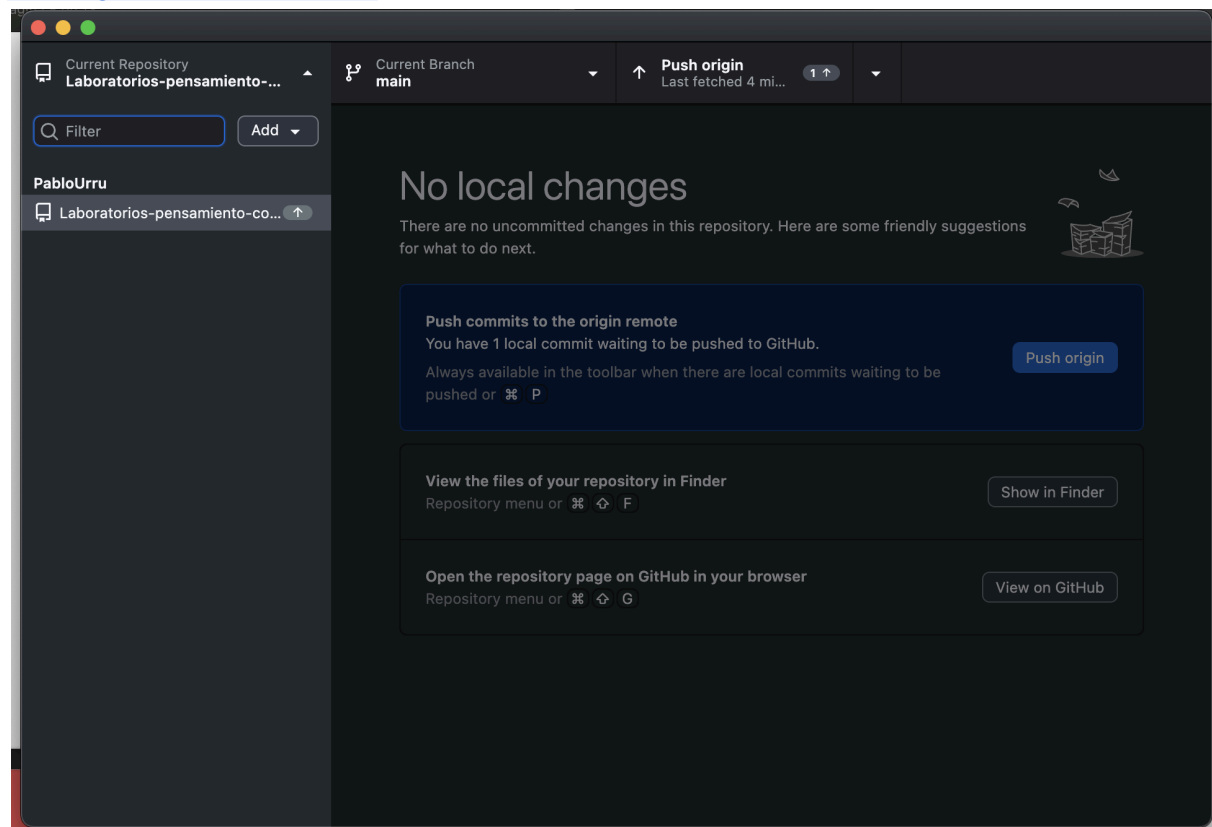 Current Repository
Laboratorios-pensamiento-...
Current Branch
main
Push origin
Last fetched 4 mi...
1
Filter
Add
PabloUrru
Laboratorios-pensamiento-co...
No local changes
There are no uncommitted changes in this repository. Here are some friendly suggestions
for what to do next.
Push commits to the origin remote
You have 1 local commit waiting to be pushed to GitHub.
Always available in the toolbar when there are local commits waiting to be
pushed or ⌘ P
Push origin
View the files of your repository in Finder
Repository menu or ⌘ ⇧ F
Show in Finder
Open the repository page on GitHub in your browser
Repository menu or ⌘ ⇧ G
View on GitHub